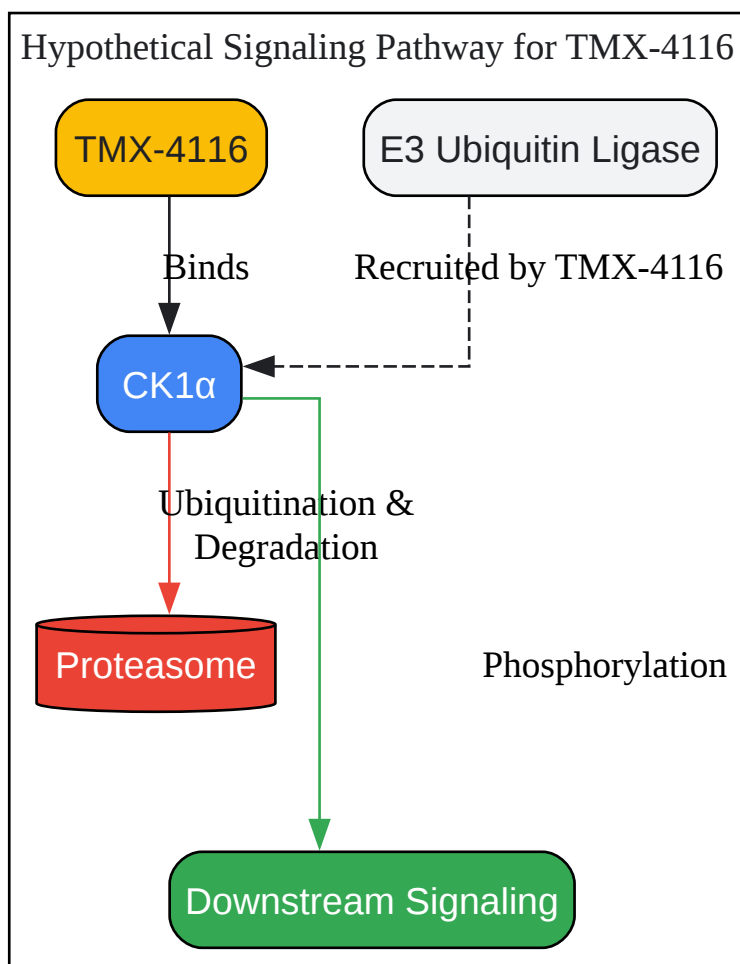 Hypothetical Signaling Pathway for TMX-4116
TMX-4116
E3 Ubiquitin Ligase
Binds
Recruited by TMX-4116
CK1α
Ubiquitination &
Degradation
Proteasome
Phosphorylation
Downstream Signaling